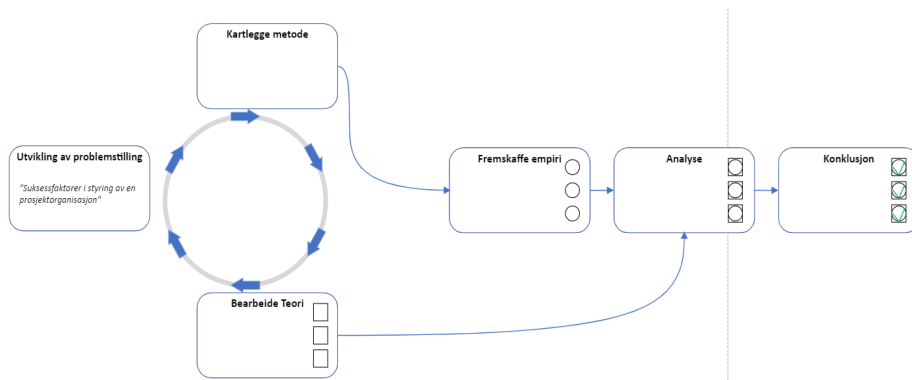 Kartlegge metode
Utvikling av problemstilling
"Suksessfaktorer i styring av en
prosjektorganisasjon"
Fremskaffe empiri
Analyse
Konklusjon
Bearbeide Teori